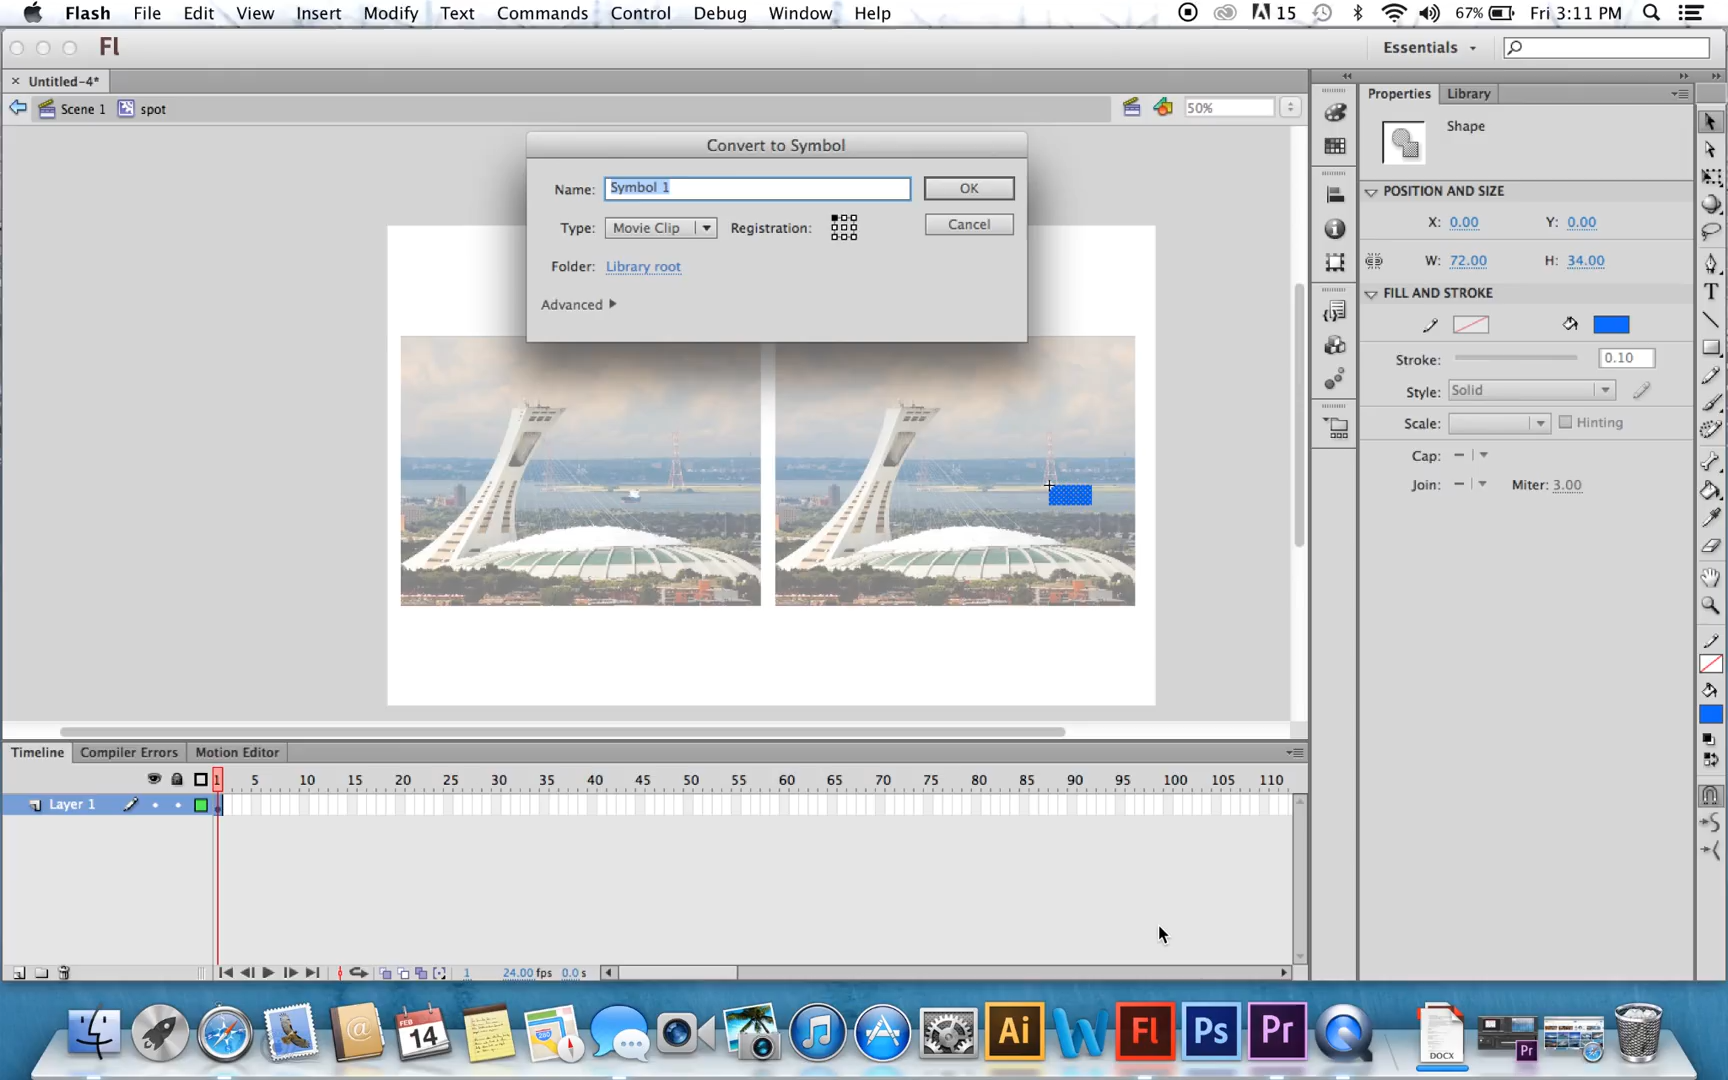 Flash File Edit View Insert Modify Text Commands Control Debug Window Help 15 67% Fri 3:11 PM
Fl Essentials
× Untitled-4*
Scene 1 spot 50%
Properties Library
Shape
Convert to Symbol
Name: Symbol 1 OK
Type: Movie Clip Registration: Cancel
Folder: Library root
Advanced
POSITION AND SIZE
X: 0.00 Y: 0.00
W: 72.00 H: 34.00
FILL AND STROKE
Stroke: 0.10
Style: Solid
Scale: Hinting
Cap:
Join: Miter: 3.00
Timeline Compiler Errors Motion Editor
1 5 10 15 20 25 30 35 40 45 50 55 60 65 70 75 80 85 90 95 100 105 110
Layer 1
1 24.00 fps 0.0 s
FEB
14
Ai W Fl Ps Pr
DOCX
Pr